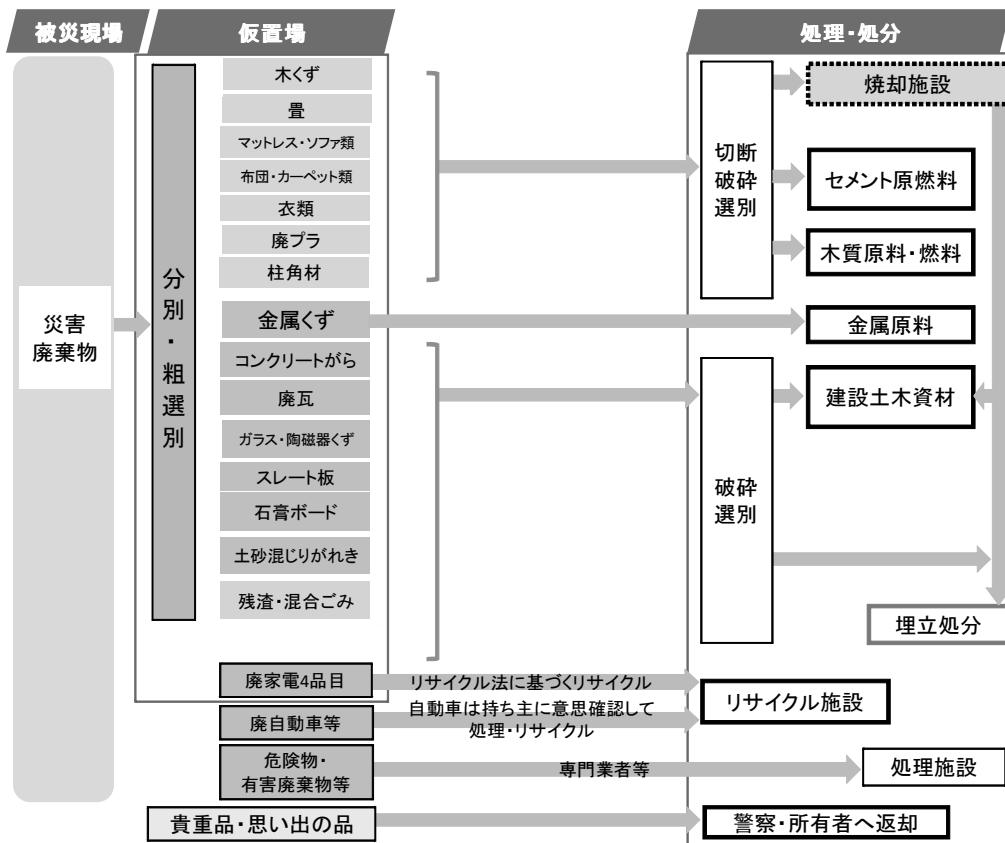 被災現場
仮置場
処理・処分
災害
廃棄物
分別・粗選別
木くず
畳
マットレス・ソファ類
布団・カーペット類
衣類
廃プラ
柱角材
金属くず
コンクリートがら
廃瓦
ガラス・陶磁器くず
スレート板
石膏ボード
土砂混じりがれき
残渣・混合ごみ
廃家電4品目
廃自動車等
危険物・
有害廃棄物等
貴重品・思い出の品
リサイクル法に基づくリサイクル
自動車は持ち主に意思確認して
処理・リサイクル
専門業者等
切断
破砕
選別
破砕
選別
焼却施設
セメント原燃料
木質原料・燃料
金属原料
建設土木資材
埋立処分
リサイクル施設
処理施設
警察・所有者へ返却